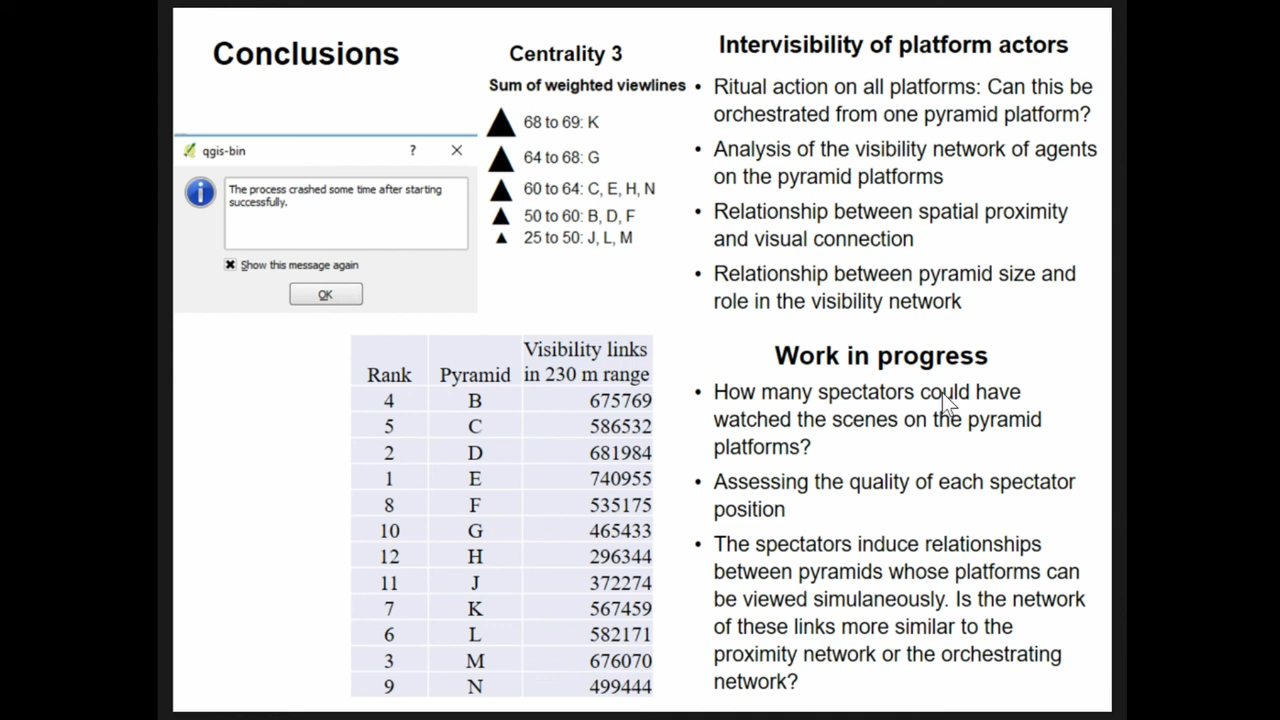 Conclusions
qgis-bin
?
The process crashed some time after starting
successfully.
Show this message again
OK
Centrality 3
Sum of weighted viewlines
68 to 69: K
64 to 68: G
60 to 64: C, E, H, N
50 to 60: B, D, F
25 to 50: J, L, M
Rank Pyramid Visibility links in 230 m range
4 B 675769
5 C 586532
2 D 681984
1 E 740955
8 F 535175
10 G 465433
12 H 296344
11 J 372274
7 K 567459
6 L 582171
3 M 676070
9 N 499444
Intervisibility of platform actors
• Ritual action on all platforms: Can this be
orchestrated from one pyramid platform?
• Analysis of the visibility network of agents
on the pyramid platforms
• Relationship between spatial proximity
and visual connection
• Relationship between pyramid size and
role in the visibility network
Work in progress
• How many spectators could have
watched the scenes on the pyramid
platforms?
• Assessing the quality of each spectator
position
• The spectators induce relationships
between pyramids whose platforms can
be viewed simulaneously. Is the network
of these links more similar to the
proximity network or the orchestrating
network?